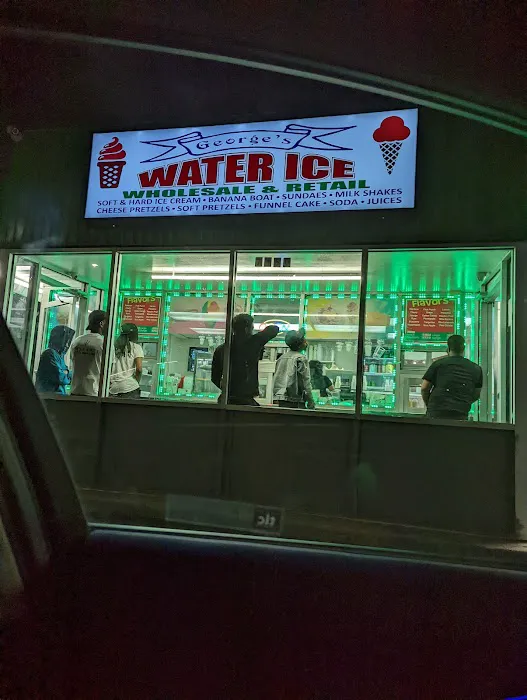 George's
WATER ICE
WHOLESALE & RETAIL
SOFT & HARD ICE CREAM • BANANA BOAT • SUNDAES • MILK SHAKES
CHEESE PRETZELS • SOFT PRETZELS • FUNNEL CAKE • SODA • JUICES
Flavors
Flavors